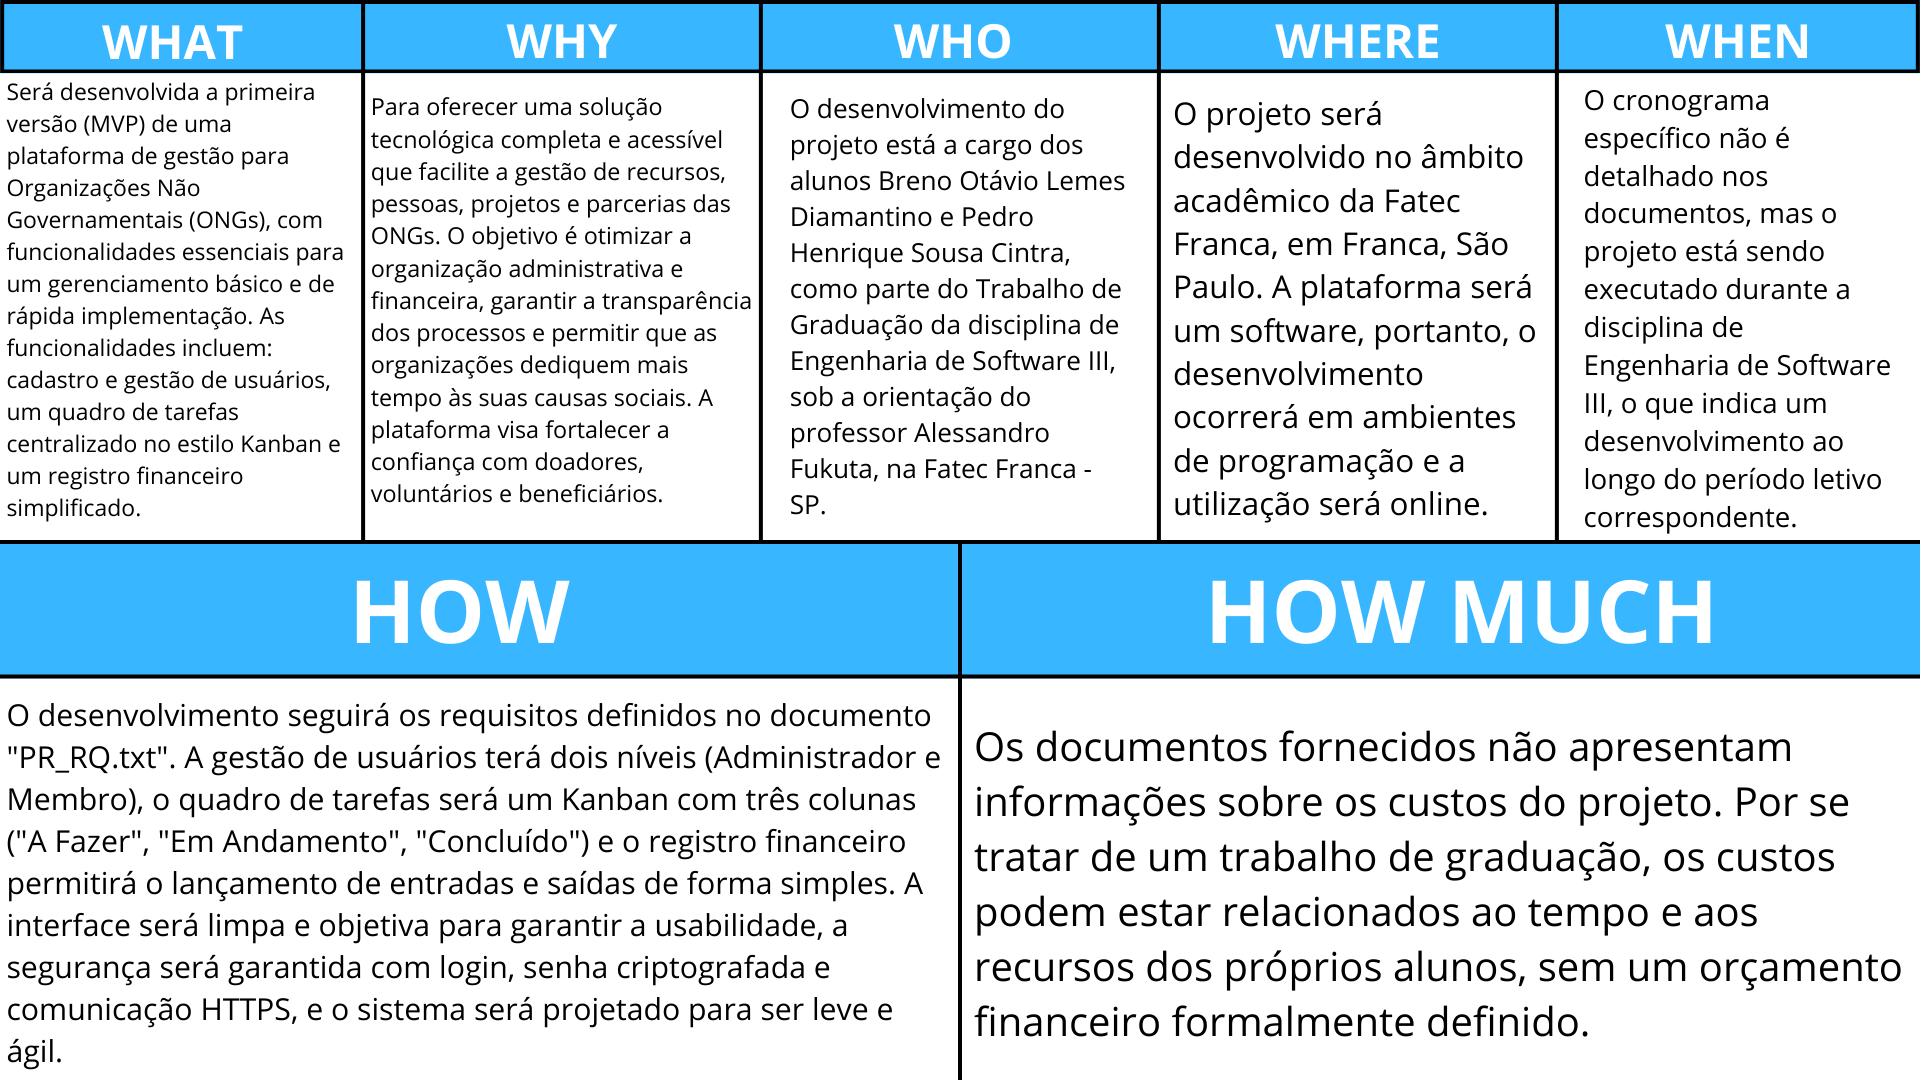 WHAT
Será desenvolvida a primeira
versão (MVP) de uma
plataforma de gestão para
Organizações Não
Governamentais (ONGs), com
funcionalidades essenciais para
um gerenciamento básico e de
rápida implementação. As
funcionalidades incluem:
cadastro e gestão de usuários,
um quadro de tarefas
centralizado no estilo Kanban e
um registro financeiro
simplificado.
WHY
Para oferecer uma solução
tecnológica completa e acessível
que facilite a gestão de recursos,
pessoas, projetos e parcerias das
ONGs. O objetivo é otimizar a
organização administrativa e
financeira, garantir a transparência
dos processos e permitir que as
organizações dediquem mais
tempo às suas causas sociais. A
plataforma visa fortalecer a
confiança com doadores,
voluntários e beneficiários.
WHO
O desenvolvimento do
projeto está a cargo dos
alunos Breno Otávio Lemes
Diamantino e Pedro
Henrique Sousa Cintra,
como parte do Trabalho de
Graduação da disciplina de
Engenharia de Software III,
sob a orientação do
professor Alessandro
Fukuta, na Fatec Franca -
SP.
WHERE
O projeto será
desenvolvido no âmbito
acadêmico da Fatec
Franca, em Franca, São
Paulo. A plataforma será
um software, portanto, o
desenvolvimento
ocorrerá em ambientes
de programação e a
utilização será online.
WHEN
O cronograma
específico não é
detalhado nos
documentos, mas o
projeto está sendo
executado durante a
disciplina de
Engenharia de Software
III, o que indica um
desenvolvimento ao
longo do período letivo
correspondente.
HOW
O desenvolvimento seguirá os requisitos definidos no documento
"PR_RQ.txt". A gestão de usuários terá dois níveis (Administrador e
Membro), o quadro de tarefas será um Kanban com três colunas
("A Fazer", "Em Andamento", "Concluído") e o registro financeiro
permitirá o lançamento de entradas e saídas de forma simples. A
interface será limpa e objetiva para garantir a usabilidade, a
segurança será garantida com login, senha criptografada e
comunicação HTTPS, e o sistema será projetado para ser leve e
ágil.
HOW MUCH
Os documentos fornecidos não apresentam
informações sobre os custos do projeto. Por se
tratar de um trabalho de graduação, os custos
podem estar relacionados ao tempo e aos
recursos dos próprios alunos, sem um orçamento
financeiro formalmente definido.